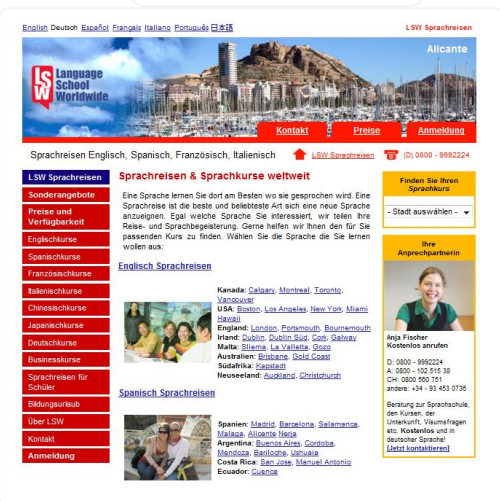 English Deutsch Español Français Italiano Português 日本語
LSW Sprachreisen
Alicante
LSW
Language
School
Worldwide
Kontakt
Preise
Anmeldung
Sprachreisen Englisch, Spanisch, Französisch, Italienisch
LSW Sprachreisen
(D) 0800 - 9992224
LSW Sprachreisen
Sonderangebote
Preise und
Verfügbarkeit
Englischkurse
Spanischkurse
Französischkurse
Italienischkurse
Chinesischkurse
Japanischkurse
Deutschkurse
Businesskurse
Sprachreisen für
Schüler
Bildungsurlaub
Über LSW
Kontakt
Anmeldung
Sprachreisen & Sprachkurse weltweit
Eine Sprache lernen Sie dort am Besten wo sie gesprochen wird. Eine
Sprachreise ist die beste und beliebteste Art sich eine neue Sprache
anzueignen. Egal welche Sprache Sie interessiert, wir teilen Ihre
Reise- und Sprachbegeisterung. Gerne helfen wir Ihnen den für Sie
passenden Kurs zu finden. Wählen Sie die Sprache die Sie lernen
wollen aus:
Englisch Sprachreisen
Kanada: Calgary, Montreal, Toronto,
Vancouver
USA: Boston, Los Angeles, New York, Miami
Hawaii
England: London, Portsmouth, Bournemouth
Irland: Dublin, Dublin Süd, Cork, Galway
Malta: Sliema, La Valletta, Gozo
Australien: Brisbane, Gold Coast
Südafrika: Kapstadt
Neuseeland: Auckland, Christchurch
Spanisch Sprachreisen
Spanien: Madrid, Barcelona, Salamanca,
Malaga, Alicante Nerja
Argentina: Buenos Aires, Cordoba,
Mendoza, Bariloche, Ushuaia
Costa Rica: San Jose, Manuel Antonio
Ecuador: Cuenca
Finden Sie Ihren
Sprachkurs
- Stadt auswählen -
Ihre
Anprechpartnerin
Anja Fischer
Kostenlos anrufen
D: 0800 - 9992224
A: 0800 - 102 515 38
CH: 0800 560 751
andere: +34 - 93 453 0736
Beratung zur Sprachschule,
den Kursen, der
Unterkunft, Visumsfragen
etc. Kostenlos und in
deutscher Sprache!
[Jetzt kontaktieren]